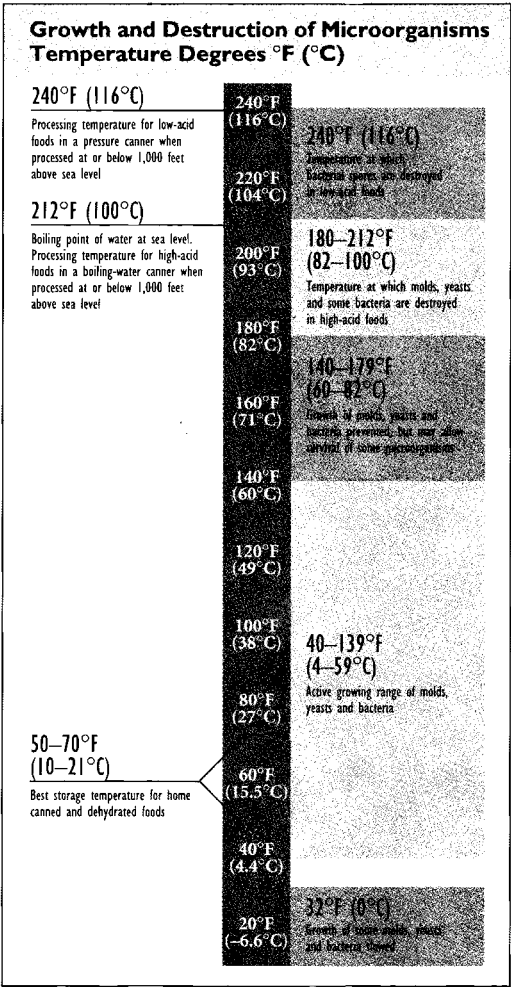 Growth and Destruction of Microorganisms
Temperature Degrees °F (°C)
240°F (116°C)
Processing temperature for low-acid
foods in a pressure canner when
processed at or below 1,000 feet
above sea level
212°F (100°C)
Boiling point of water at sea level.
Processing temperature for high-acid
foods in a boiling-water canner when
processed at or below 1,000 feet
above sea level
50–70°F
(10–21°C)
Best storage temperature for home
canned and dehydrated foods
240°F
(116°C)
220°F
(104°C)
200°F
(93°C)
180°F
(82°C)
160°F
(71°C)
140°F
(60°C)
120°F
(49°C)
100°F
(38°C)
80°F
(27°C)
60°F
(15.5°C)
40°F
(4.4°C)
20°F
(–6.6°C)
240°F (116°C)
Temperature at which
bacterial spores are destroyed
in low-acid foods
180–212°F
(82–100°C)
Temperature at which molds, yeasts
and some bacteria are destroyed
in high-acid foods
140–179°F
(60–82°C)
Growth of molds, yeasts and
bacteria prevented, but may allow
survival of some microorganisms
40–139°F
(4–59°C)
Active growing range of molds,
yeasts and bacteria
32°F (0°C)
Growth of some molds, yeasts
and bacteria slowed